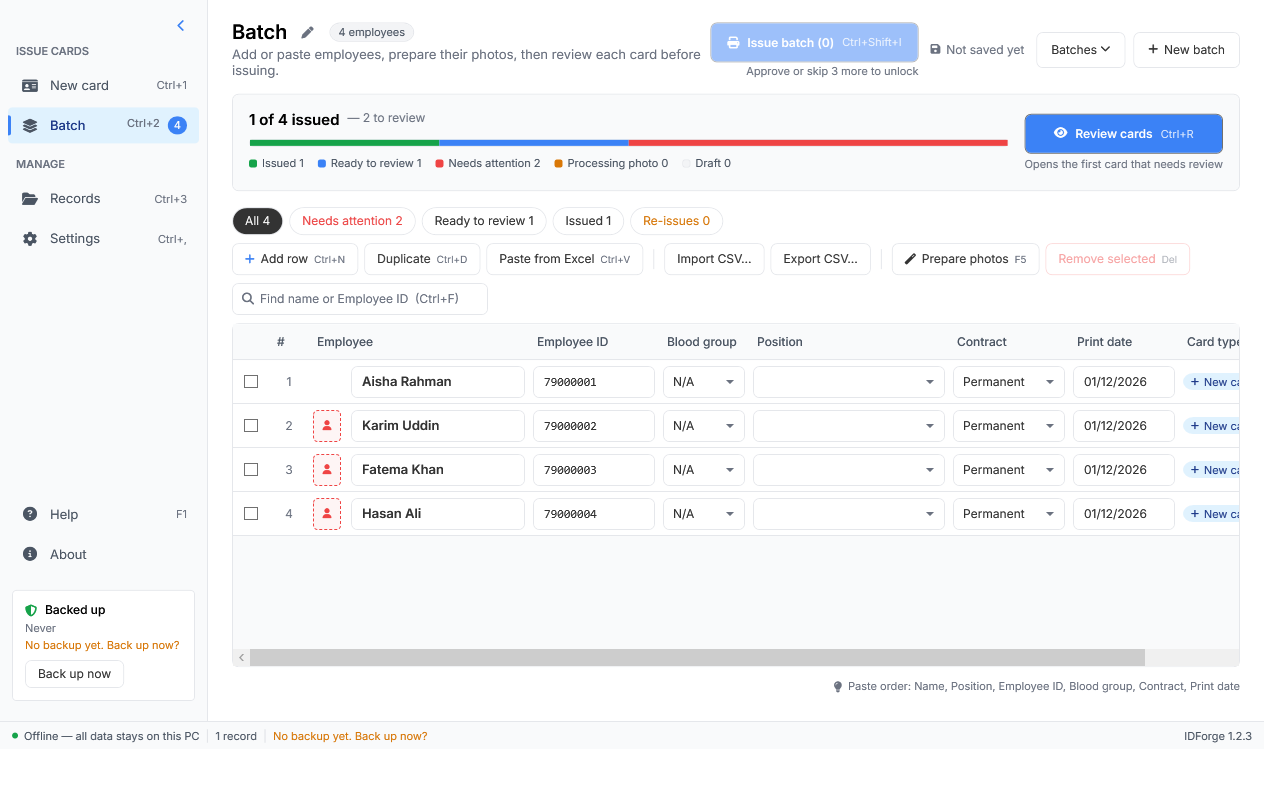 ISSUE CARDS
New card Ctrl+1
Batch Ctrl+2 4
MANAGE
Records Ctrl+3
Settings Ctrl+,
Help F1
About
Backed up
Never
No backup yet. Back up now?
Back up now
Batch 4 employees
Add or paste employees, prepare their photos, then review each card before
issuing.
Issue batch (0) Ctrl+Shift+I
Approve or skip 3 more to unlock
Not saved yet
Batches
+ New batch
1 of 4 issued — 2 to review
Issued 1 Ready to review 1 Needs attention 2 Processing photo 0 Draft 0
Review cards Ctrl+R
Opens the first card that needs review
All 4 Needs attention 2 Ready to review 1 Issued 1 Re-issues 0
+ Add row Ctrl+N Duplicate Ctrl+D Paste from Excel Ctrl+V Import CSV... Export CSV... Prepare photos F5 Remove selected Del
Find name or Employee ID (Ctrl+F)
# Employee Employee ID Blood group Position Contract Print date Card type
1 Aisha Rahman 79000001 N/A Permanent 01/12/2026 + New ca
2 Karim Uddin 79000002 N/A Permanent 01/12/2026 + New ca
3 Fatema Khan 79000003 N/A Permanent 01/12/2026 + New ca
4 Hasan Ali 79000004 N/A Permanent 01/12/2026 + New ca
Paste order: Name, Position, Employee ID, Blood group, Contract, Print date
Offline — all data stays on this PC 1 record No backup yet. Back up now? IDForge 1.2.3